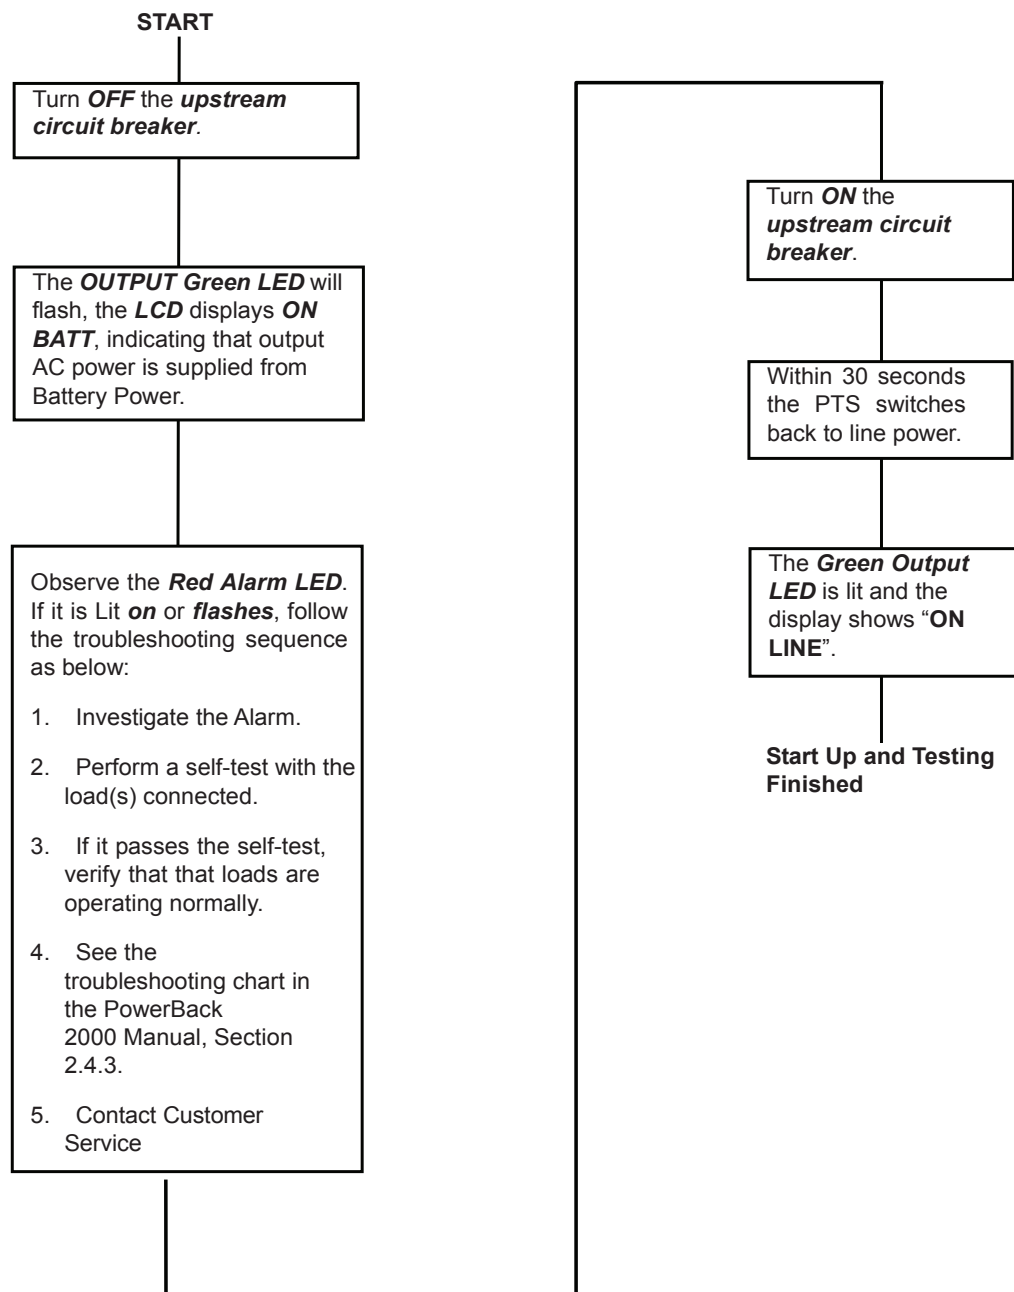 START
Turn OFF the upstream
circuit breaker.
The OUTPUT Green LED will
flash, the LCD displays ON
BATT, indicating that output
AC power is supplied from
Battery Power.
Observe the Red Alarm LED.
If it is Lit on or flashes, follow
the troubleshooting sequence
as below:
1. Investigate the Alarm.
2. Perform a self-test with the
load(s) connected.
3. If it passes the self-test,
verify that that loads are
operating normally.
4. See the
troubleshooting chart in
the PowerBack
2000 Manual, Section
2.4.3.
5. Contact Customer
Service
Turn ON the
upstream circuit
breaker.
Within 30 seconds
the PTS switches
back to line power.
The Green Output
LED is lit and the
display shows “ON
LINE”.
Start Up and Testing
Finished